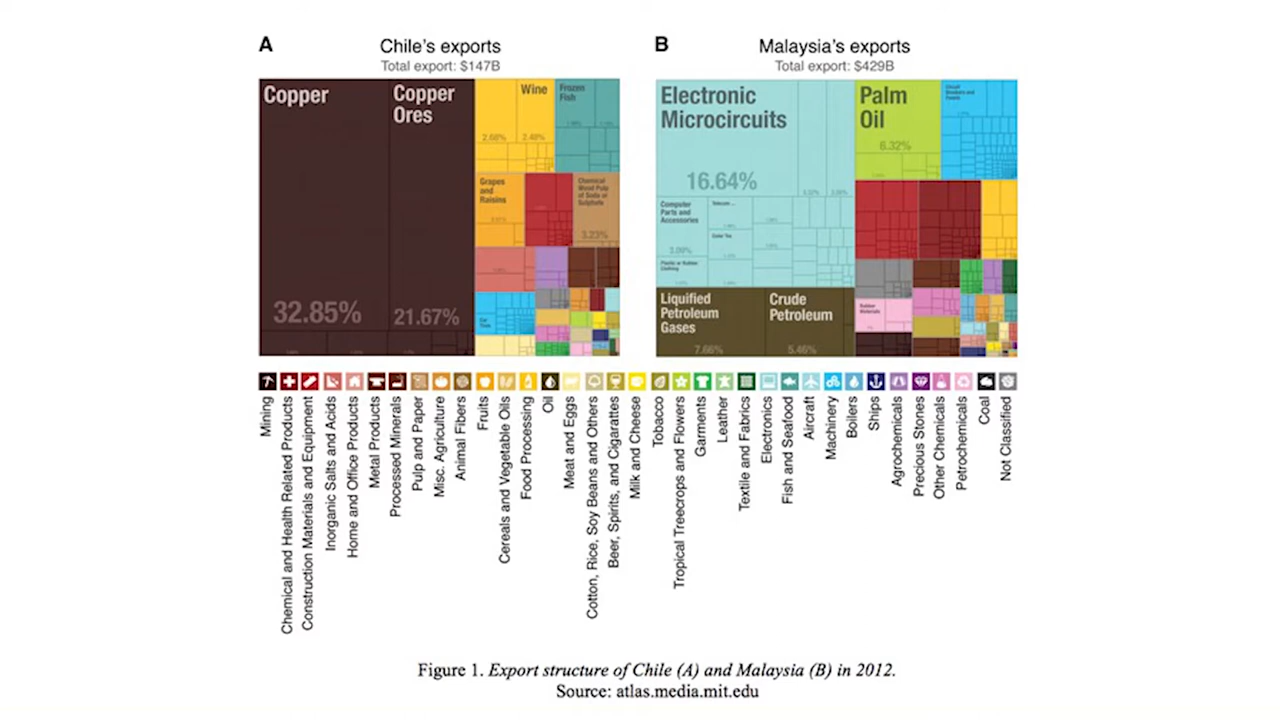 A
Chile's exports
Total export: $147B
Copper
32.85%
Copper
Ores
21.67%
2.68%
Wine
2.48%
Frozen
Fish
Grapes
and
Raisins
Chemical
Wood Pulp
of Soda or
Sulphate
3.23%
B
Malaysia's exports
Total export: $429B
Electronic
Microcircuits
16.64%
Computer
Parts and
Accessories
Palm
Oil
6.32%
Liquified
Petroleum
Gases
7.66%
Crude
Petroleum
5.46%
Rubber
Materials
Mining
Chemical and Health Related Products
Construction Materials and Equipment
Inorganic Salts and Acids
Home and Office Products
Metal Products
Processed Minerals
Pulp and Paper
Misc. Agriculture
Animal Fibers
Fruits
Cereals and Vegetable Oils
Food Processing
Oil
Meat and Eggs
Cotton, Rice, Soy Beans and Others
Beer, Spirits, and Cigarettes
Milk and Cheese
Tobacco
Tropical Treecrops and Flowers
Garments
Leather
Textile and Fabrics
Electronics
Fish and Seafood
Aircraft
Machinery
Boilers
Ships
Agrochemicals
Precious Stones
Other Chemicals
Petrochemicals
Coal
Not Classified
Figure 1. Export structure of Chile (A) and Malaysia (B) in 2012.
Source: atlas.media.mit.edu